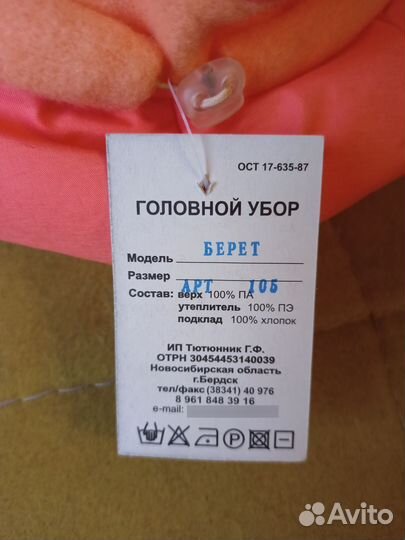 ОСТ 17-635-87
ГОЛОВНОЙ УБОР
Модель БЕРЕТ
Размер
АРТ 105
Состав: верх 100% ПА
утеплитель 100% ПЭ
подклад 100% хлопок
ИП Тютюнник Г.Ф.
ОТРН 30454453140039
Новосибирская область
г.Бердск
тел/факс (38341) 40 976
8 961 848 39 16
e-mail:
P
Avito